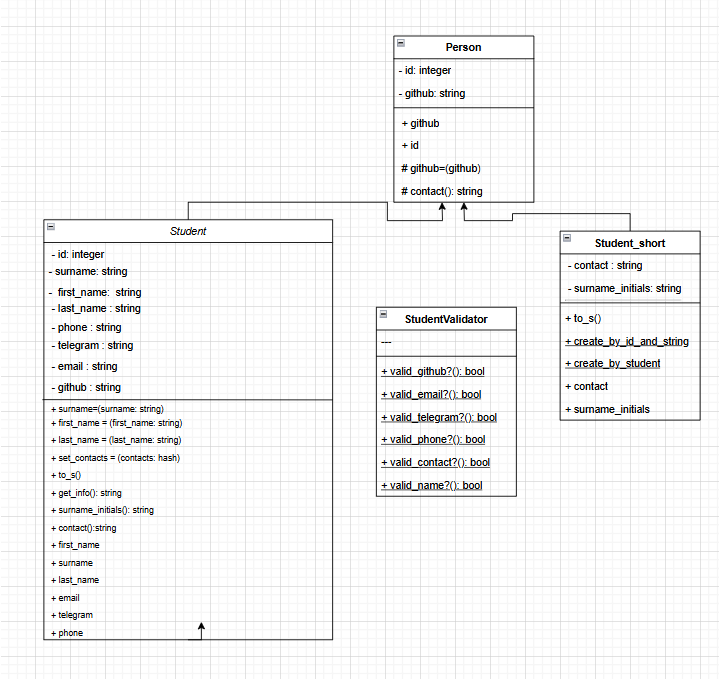 Person
- id: integer
- github: string
+ github
+ id
# github=(github)
# contact(): string
Student
- id: integer
- surname: string
- first_name: string
- last_name : string
- phone : string
- telegram : string
- email : string
- github : string
+ surname=(surname: string)
+ first_name = (first_name: string)
+ last_name = (last_name: string)
+ set_contacts = (contacts: hash)
+ to_s()
+ get_info(): string
+ surname_initials(): string
+ contact():string
+ first_name
+ surname
+ last_name
+ email
+ telegram
+ phone
StudentValidator
---
+ valid_github?(): bool
+ valid_email?(): bool
+ valid_telegram?(): bool
+ valid_phone?(): bool
+ valid_contact?(): bool
+ valid_name?(): bool
Student_short
- contact : string
- surname_initials: string
+ to_s()
+ create_by_id_and_string
+ create_by_student
+ contact
+ surname_initials